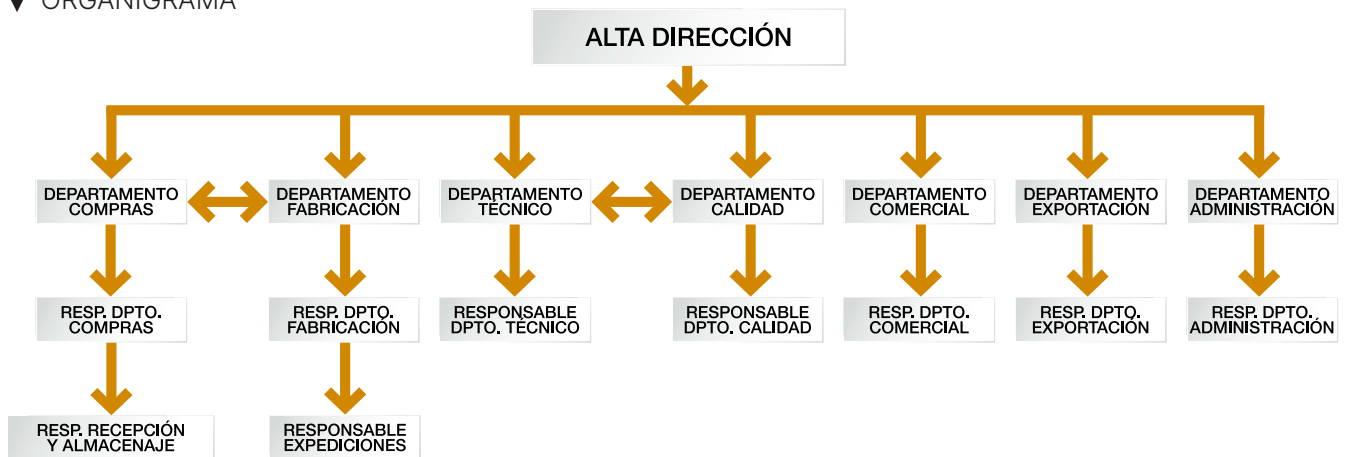 ORGANIGRAMA
ALTA DIRECCIÓN
DEPARTAMENTO
COMPRAS
DEPARTAMENTO
FABRICACIÓN
DEPARTAMENTO
TÉCNICO
DEPARTAMENTO
CALIDAD
DEPARTAMENTO
COMERCIAL
DEPARTAMENTO
EXPORTACIÓN
DEPARTAMENTO
ADMINISTRACIÓN
RESP. DPTO.
COMPRAS
RESP. DPTO.
FABRICACIÓN
RESPONSABLE
DPTO. TÉCNICO
RESPONSABLE
DPTO. CALIDAD
RESP. DPTO.
COMERCIAL
RESP. DPTO.
EXPORTACIÓN
RESP. DPTO.
ADMINISTRACIÓN
RESP. RECEPCIÓN
Y ALMACENAJE
RESPONSABLE
EXPEDICIONES